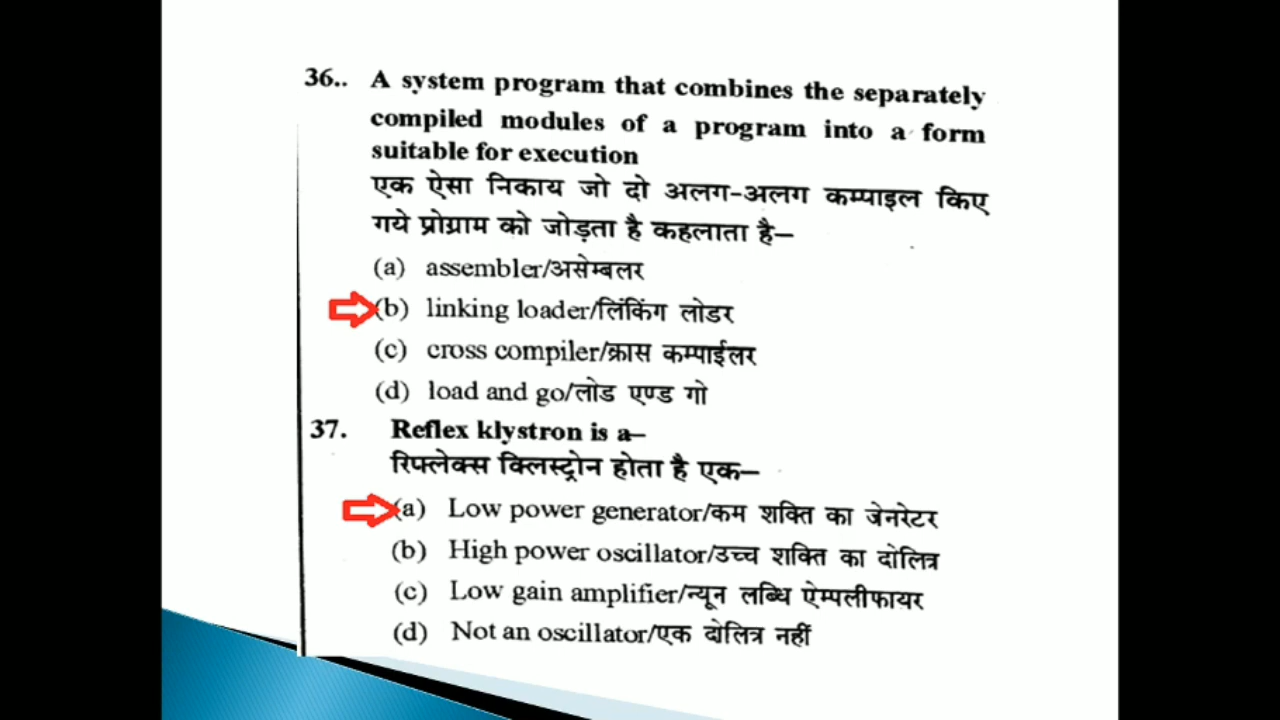 36.. A system program that combines the separately
compiled modules of a program into a form
suitable for execution
एक ऐसा निकाय जो दो अलग-अलग कम्पाइल किए
गये प्रोग्राम को जोड़ता है कहलाता है–
(a) assembler/असेम्बलर
(b) linking loader/लिंकिंग लोडर
(c) cross compiler/क्रास कम्पाईलर
(d) load and go/लोड एण्ड गो
37. Reflex klystron is a–
रिफ्लेक्स क्लिस्ट्रोन होता है एक–
(a) Low power generator/कम शक्ति का जेनरेटर
(b) High power oscillator/उच्च शक्ति का दोलित्र
(c) Low gain amplifier/न्यून लब्धि ऐम्पलीफायर
(d) Not an oscillator/एक दोलित्र नहीं